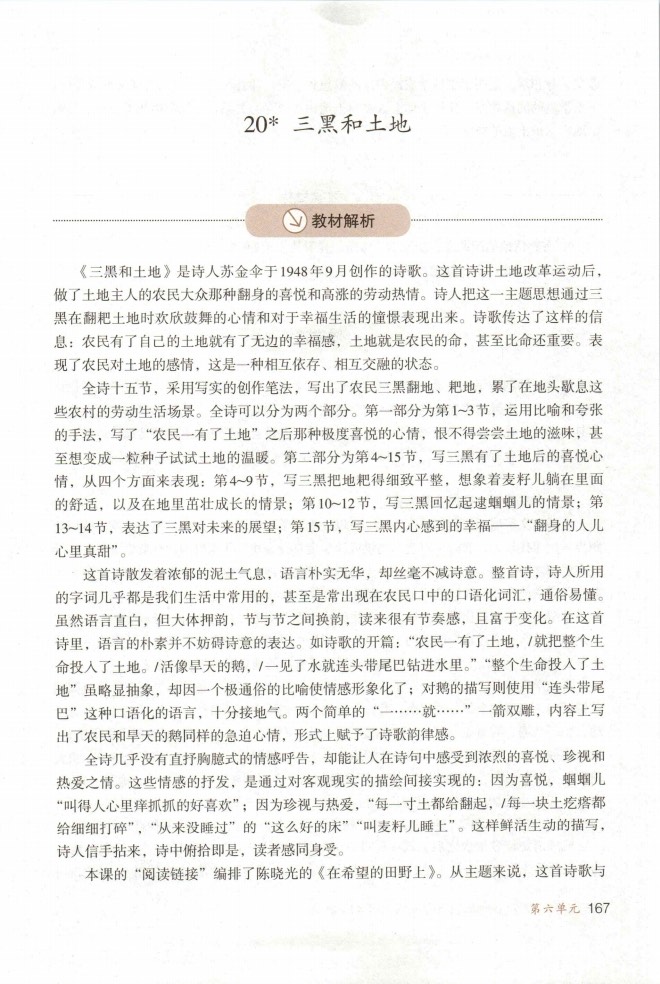 20* 三黑和土地
教材解析
《三黑和土地》是诗人苏金伞于1948年9月创作的诗歌。这首诗讲土地改革运动后，
做了土地主人的农民大众那种翻身的喜悦和高涨的劳动热情。诗人把这一主题思想通过三
黑在翻耙土地时欢欣鼓舞的心情和对于幸福生活的憧憬表现出来。诗歌传达了这样的信
息：农民有了自己的土地就有了无边的幸福感，土地就是农民的命，甚至比命还重要。表
现了农民对土地的感情，这是一种相互依存、相互交融的状态。
全诗十五节，采用写实的创作笔法，写出了农民三黑翻地、耙地，累了在地头歇息这
些农村的劳动生活场景。全诗可以分为两个部分。第一部分为第1~3节，运用比喻和夸张
的手法，写了“农民一有了土地”之后那种极度喜悦的心情，恨不得尝尝土地的滋味，甚
至想变成一粒种子试试土地的温暖。第二部分为第4~15节，写三黑有了土地后的喜悦心
情，从四个方面来表现：第4~9节，写三黑把地耙得细致平整，想象着麦籽儿躺在里面
的舒适，以及在地里茁壮成长的情景；第10~12节，写三黑回忆起逮蝈蝈儿的情景；第
13~14节，表达了三黑对未来的展望；第15节，写三黑内心感到的幸福——“翻身的人儿
心里真甜”。
这首诗散发着浓郁的泥土气息，语言朴实无华，却丝毫不减诗意。整首诗，诗人所用
的字词几乎都是我们生活中常用的，甚至是常出现在农民口中的口语化词汇，通俗易懂。
虽然语言直白，但大体押韵，节与节之间换韵，读来很有节奏感，且富于变化。在这首
诗里，语言的朴素并不妨碍诗意的表达。如诗歌的开篇：“农民一有了土地，/就把整个生
命投入了土地。/活像旱天的鹅，/一见了水就连头带尾巴钻进水里。”“整个生命投入了土
地”虽略显抽象，却因一个极通俗的比喻使情感形象化了；对鹅的描写则使用“连头带尾
巴”这种口语化的语言，十分接地气。两个简单的“一……就……”一箭双雕，内容上写
出了农民和旱天的鹅同样的急迫心情，形式上赋予了诗歌韵律感。
全诗几乎没有直抒胸臆式的情感呼告，却能让人在诗句中感受到浓烈的喜悦、珍视和
热爱之情。这些情感的抒发，是通过对客观现实的描绘间接实现的：因为喜悦，蝈蝈儿
“叫得人心里痒抓抓的好喜欢”；因为珍视与热爱，“每一寸土都给翻起，/每一块土疙瘩都
给细细打碎”，“从来没睡过”的“这么好的床”“叫麦籽儿睡上”。这样鲜活生动的描写，
诗人信手拈来，诗中俯拾即是，读者感同身受。
本课的“阅读链接”编排了陈晓光的《在希望的田野上》。从主题来说，这首诗歌与
第六单元 167